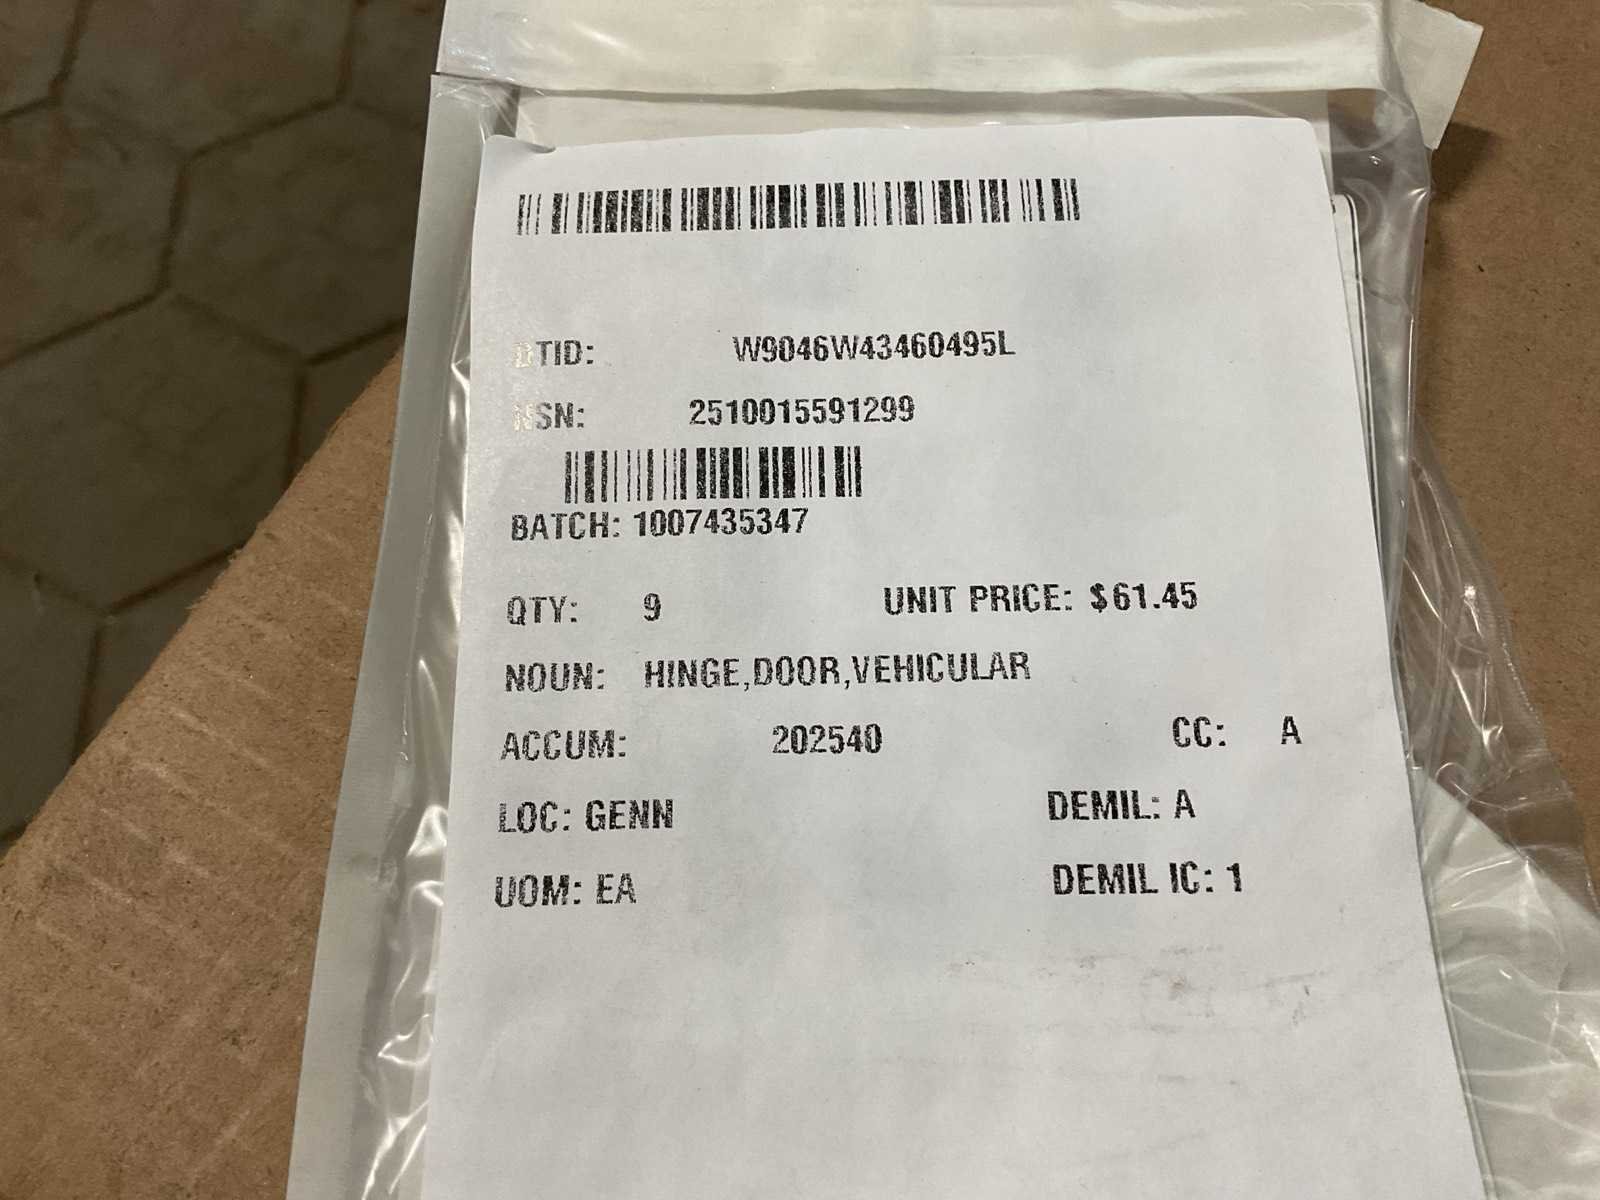 DTID: W9046W43460495L
NSN: 2510015591299
BATCH: 1007435347
QTY: 9 UNIT PRICE: $61.45
NOUN: HINGE,DOOR,VEHICULAR
ACCUM: 202540 CC: A
LOC: GENN DEMIL: A
UOM: EA DEMIL IC: 1